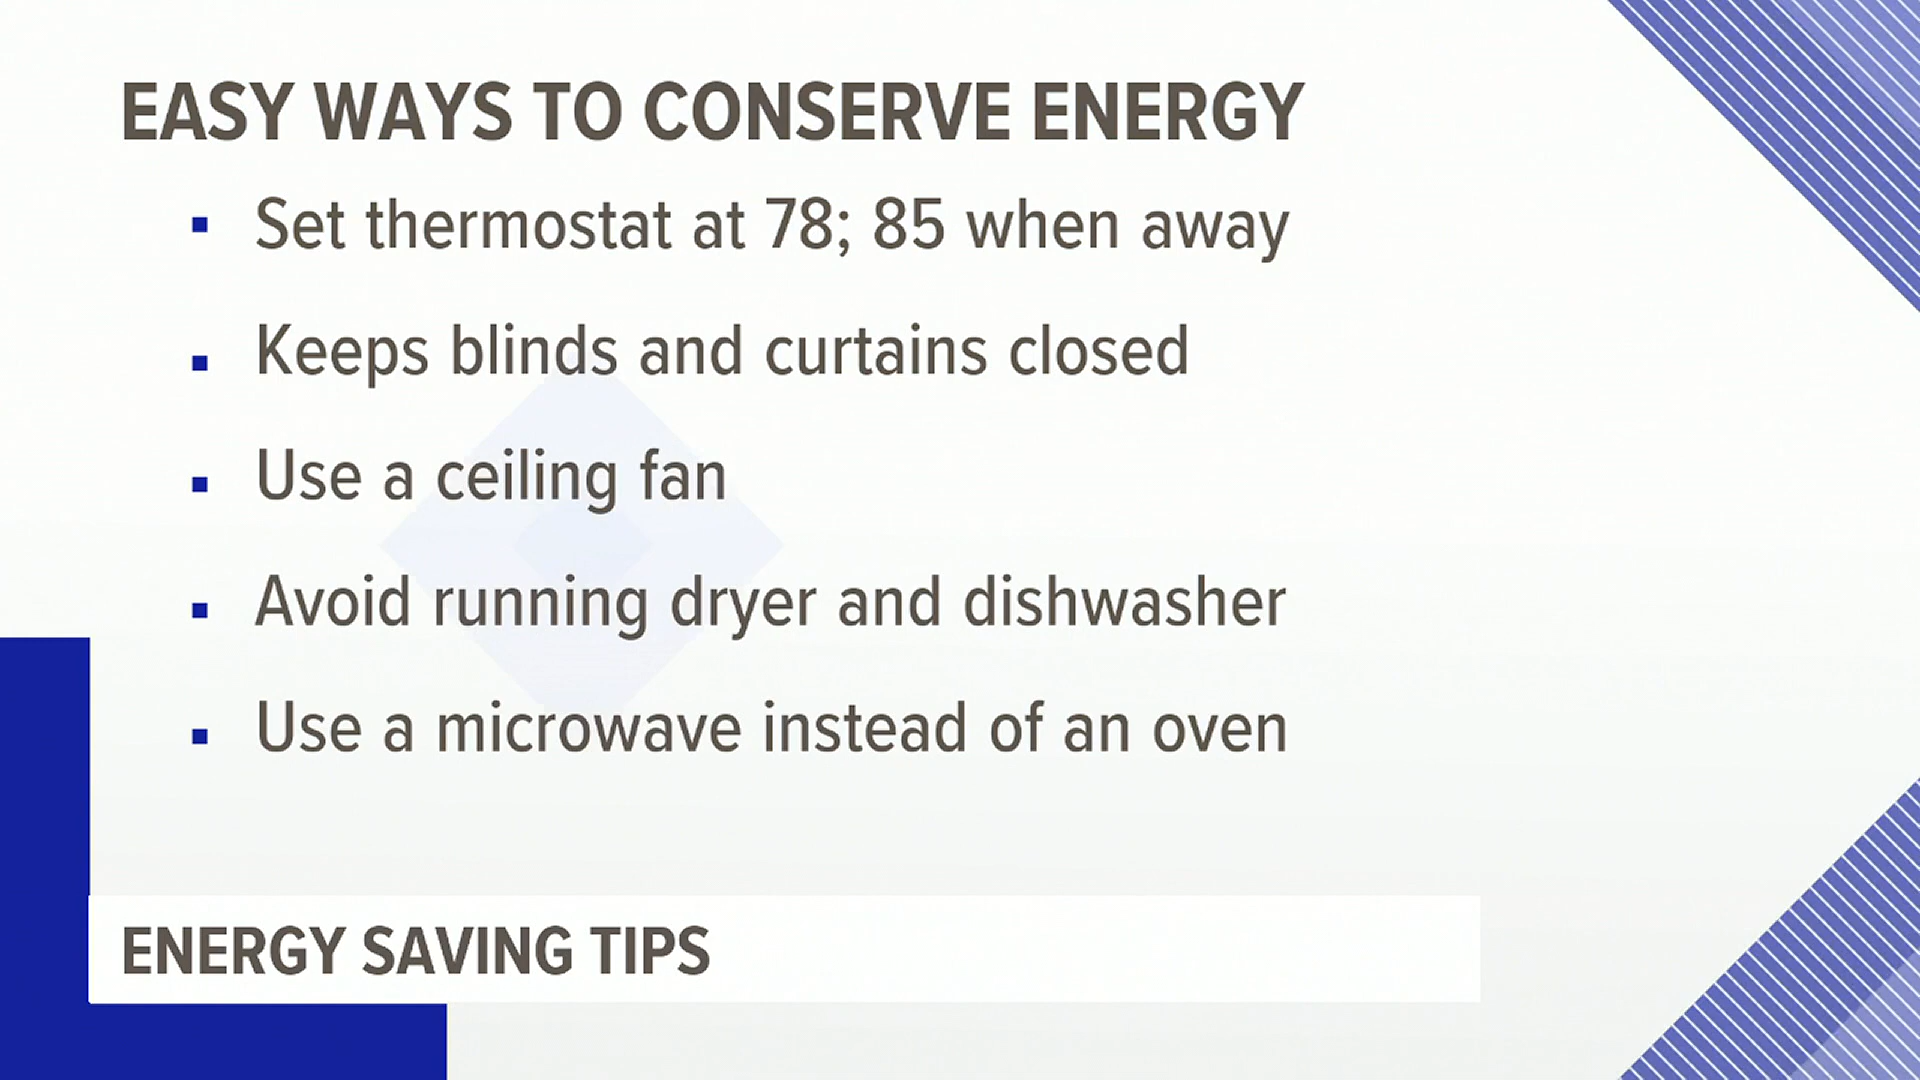 EASY WAYS TO CONSERVE ENERGY
Set thermostat at 78; 85 when away
Keeps blinds and curtains closed
Use a ceiling fan
Avoid running dryer and dishwasher
Use a microwave instead of an oven
ENERGY SAVING TIPS